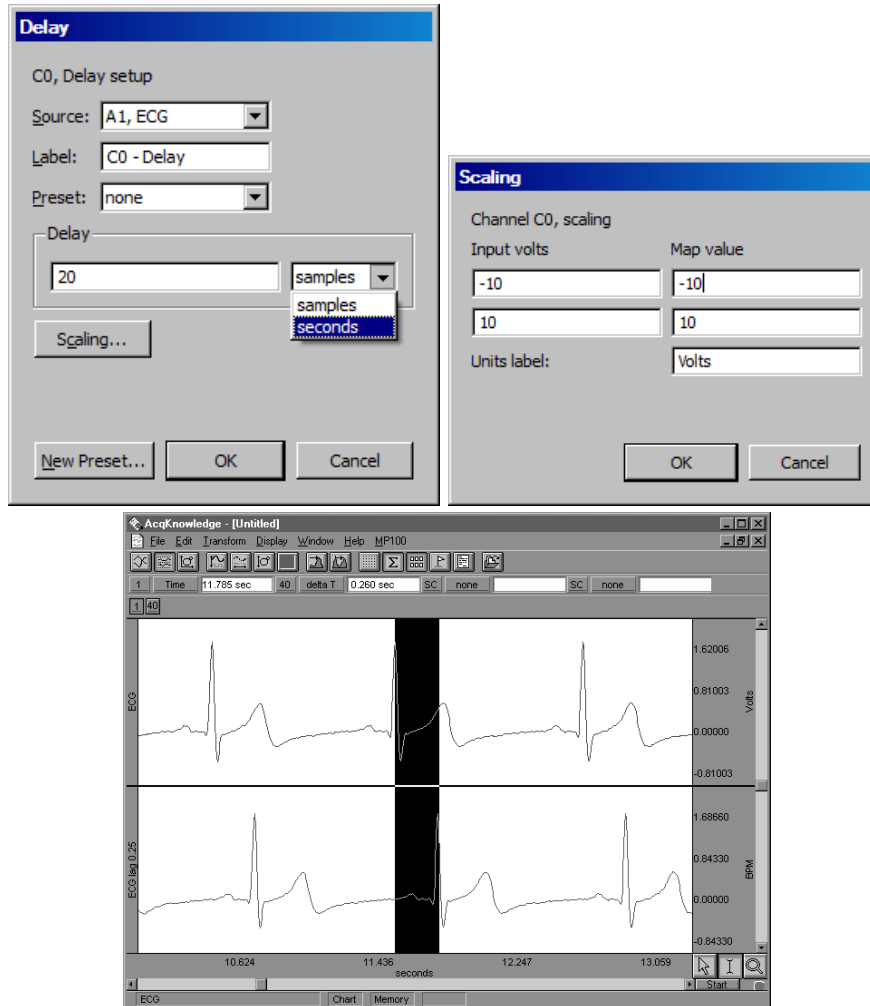 Delay
C0, Delay setup
Source: A1, ECG
Label: C0 - Delay
Preset: none
Delay
20 samples
samples
seconds
Scaling...
New Preset... OK Cancel
Scaling
Channel C0, scaling
Input volts Map value
-10 -10
10 10
Units label: Volts
OK Cancel
AcqKnowledge - [Untitled]
File Edit Transform Display Window Help MP100
1 Time 11.785 sec 40 delta T 0.260 sec SC none SC none
1 40
ECG
1.62006
0.81003
0.00000
-0.81003
Volts
ECG lag 0.25
1.68660
0.84330
0.00000
-0.84330
BPM
10.624 11.436 12.247 13.059
seconds
Start
ECG Chart Memory